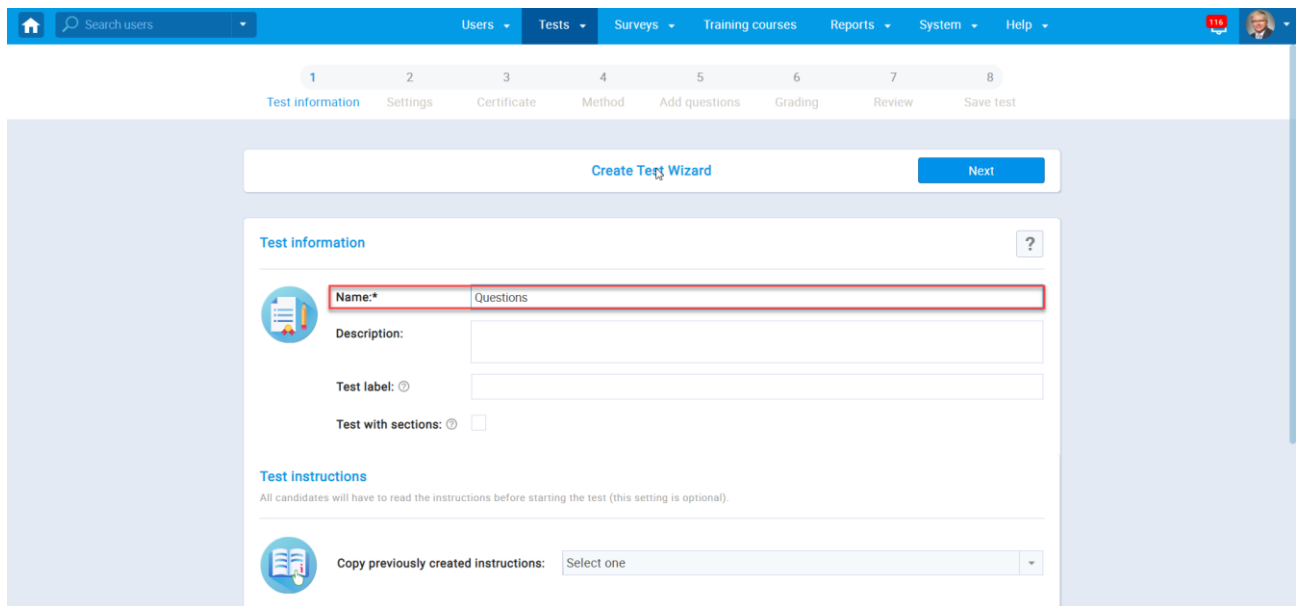 Search users Users Tests Surveys Training courses Reports System Help 116
1 2 3 4 5 6 7 8
Test information Settings Certificate Method Add questions Grading Review Save test
Create Test Wizard Next
Test information ?
Name:* Questions
Description:
Test label: ?
Test with sections: ?
Test instructions
All candidates will have to read the instructions before starting the test (this setting is optional).
Copy previously created instructions: Select one